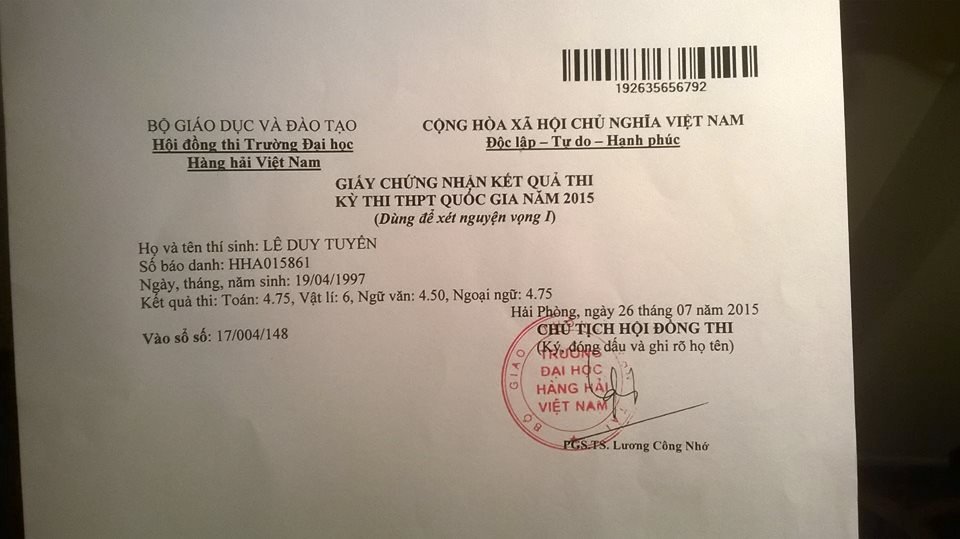 192635656792
BỘ GIÁO DỤC VÀ ĐÀO TẠO
Hội đồng thi Trường Đại học
Hàng hải Việt Nam
CỘNG HÒA XÃ HỘI CHỦ NGHĨA VIỆT NAM
Độc lập – Tự do – Hạnh phúc
GIẤY CHỨNG NHẬN KẾT QUẢ THI
KỲ THI THPT QUỐC GIA NĂM 2015
(Dùng để xét nguyện vọng I)
Họ và tên thí sinh: LÊ DUY TUYÊN
Số báo danh: HHA015861
Ngày, tháng, năm sinh: 19/04/1997
Kết quả thi: Toán: 4.75, Vật lí: 6, Ngữ văn: 4.50, Ngoại ngữ: 4.75
Hải Phòng, ngày 26 tháng 07 năm 2015
Vào sổ số: 17/004/148
CHỦ TỊCH HỘI ĐỒNG THI
(Ký, đóng dấu và ghi rõ họ tên)
BỘ GIÁO
TRƯỜNG
ĐẠI HỌC
HÀNG HẢI
VIỆT NAM
PGS.TS. Lương Công Nhớ